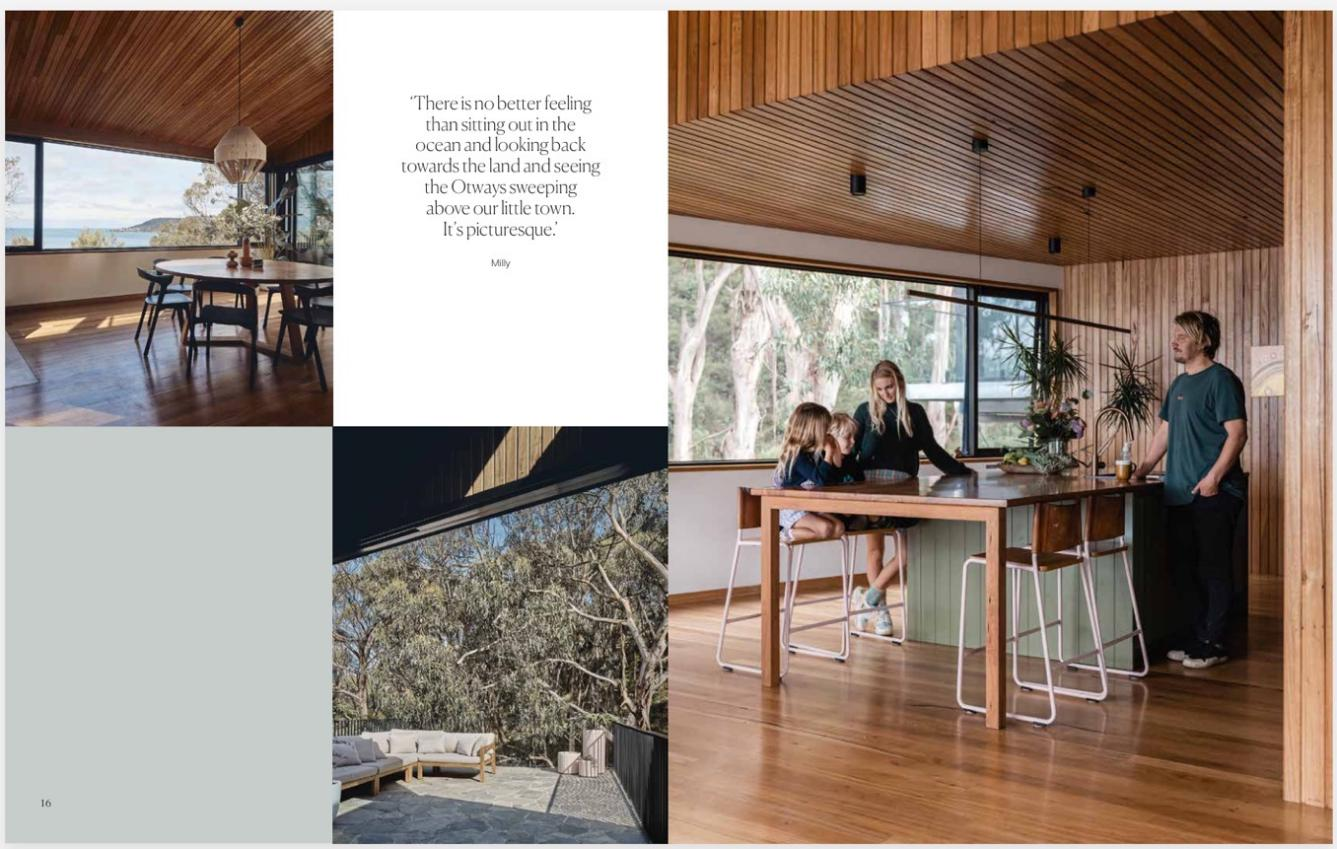 ‘There is no better feeling
than sitting out in the
ocean and looking back
towards the land and seeing
the Otways sweeping
above our little town.
It’s picturesque.’
Milly
16